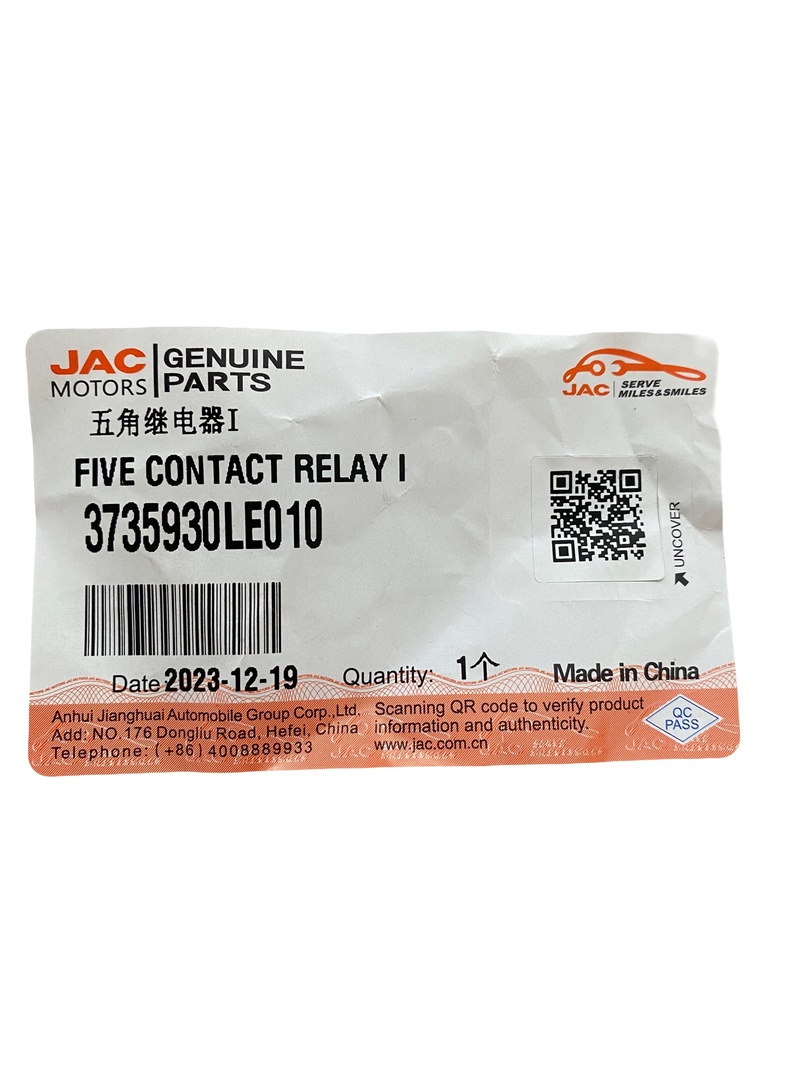 JAC MOTORS GENUINE PARTS
JAC SERVE MILES&SMILES
五角继电器I
FIVE CONTACT RELAY I
3735930LE010
UNCOVER
Date 2023-12-19 Quantity: 1个 Made in China
Anhui Jianghuai Automobile Group Corp.,Ltd.
Add: NO.176 Dongliu Road, Hefei, China
Telephone: (+86) 4008889933
Scanning QR code to verify product
information and authenticity.
www.jac.com.cn
QC
PASS